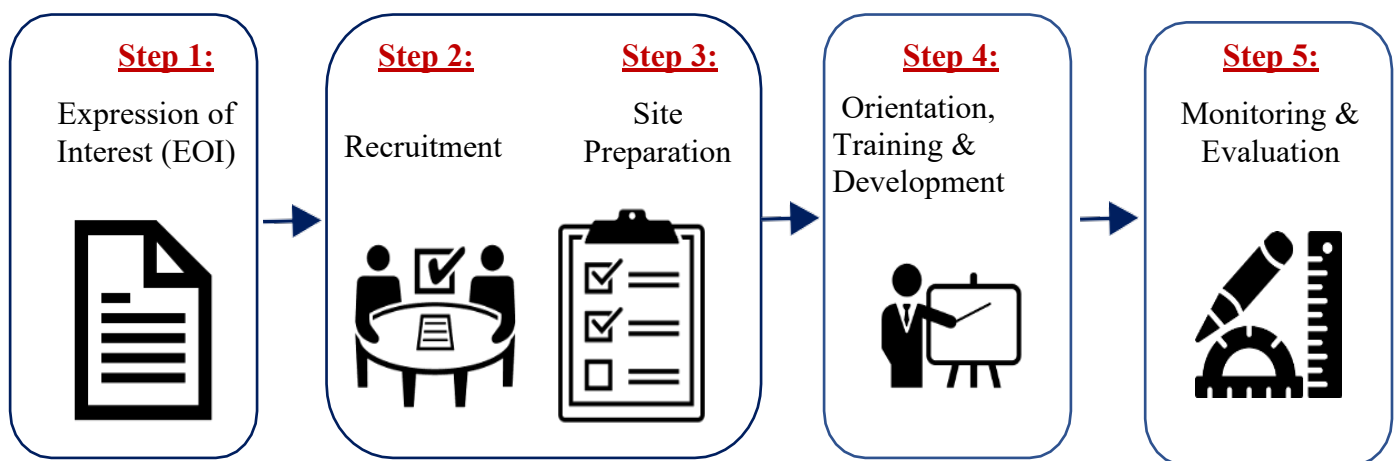 Step 1:
Expression of
Interest (EOI)
Step 2:
Recruitment
Step 3:
Site
Preparation
Step 4:
Orientation,
Training &
Development
Step 5:
Monitoring &
Evaluation